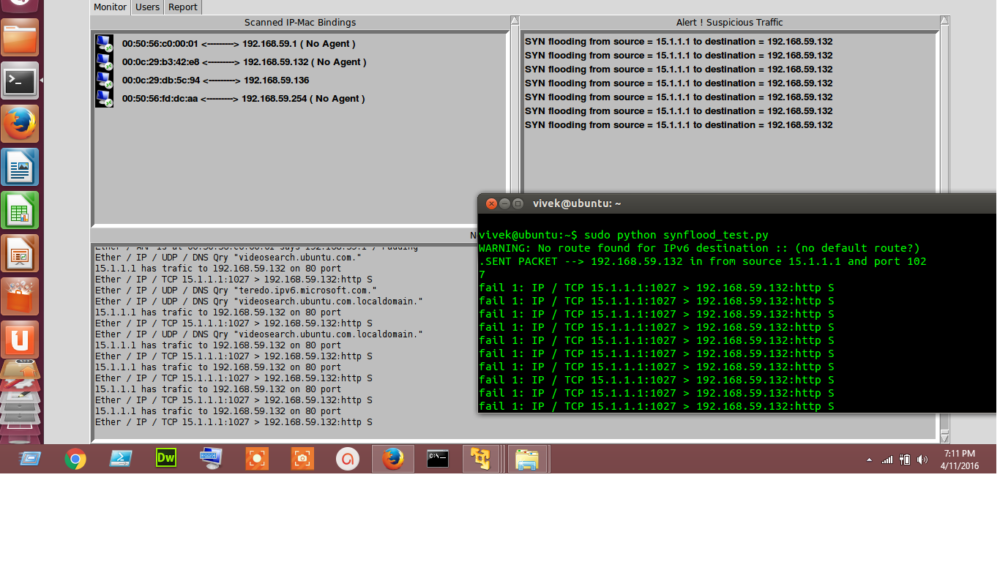 Monitor Users Report
Scanned IP-Mac Bindings
00:50:56:c0:00:01 <---------> 192.168.59.1 ( No Agent )
00:0c:29:b3:42:e8 <---------> 192.168.59.132 ( No Agent )
00:0c:29:db:5c:94 <---------> 192.168.59.136
00:50:56:fd:dc:aa <---------> 192.168.59.254 ( No Agent )
Alert ! Suspicious Traffic
SYN flooding from source = 15.1.1.1 to destination = 192.168.59.132
SYN flooding from source = 15.1.1.1 to destination = 192.168.59.132
SYN flooding from source = 15.1.1.1 to destination = 192.168.59.132
SYN flooding from source = 15.1.1.1 to destination = 192.168.59.132
SYN flooding from source = 15.1.1.1 to destination = 192.168.59.132
SYN flooding from source = 15.1.1.1 to destination = 192.168.59.132
SYN flooding from source = 15.1.1.1 to destination = 192.168.59.132
N
Ether / IP / UDP / DNS Qry "videosearch.ubuntu.com."
15.1.1.1 has trafic to 192.168.59.132 on 80 port
Ether / IP / TCP 15.1.1.1:1027 > 192.168.59.132:http S
Ether / IP / UDP / DNS Qry "teredo.ipv6.microsoft.com."
Ether / IP / UDP / DNS Qry "videosearch.ubuntu.com.localdomain."
15.1.1.1 has trafic to 192.168.59.132 on 80 port
Ether / IP / TCP 15.1.1.1:1027 > 192.168.59.132:http S
Ether / IP / UDP / DNS Qry "videosearch.ubuntu.com.localdomain."
15.1.1.1 has trafic to 192.168.59.132 on 80 port
Ether / IP / TCP 15.1.1.1:1027 > 192.168.59.132:http S
15.1.1.1 has trafic to 192.168.59.132 on 80 port
Ether / IP / TCP 15.1.1.1:1027 > 192.168.59.132:http S
15.1.1.1 has trafic to 192.168.59.132 on 80 port
Ether / IP / TCP 15.1.1.1:1027 > 192.168.59.132:http S
15.1.1.1 has trafic to 192.168.59.132 on 80 port
Ether / IP / TCP 15.1.1.1:1027 > 192.168.59.132:http S
vivek@ubuntu: ~
vivek@ubuntu:~$ sudo python synflood_test.py
WARNING: No route found for IPv6 destination :: (no default route?)
.SENT PACKET --> 192.168.59.132 in from source 15.1.1.1 and port 102
7
fail 1: IP / TCP 15.1.1.1:1027 > 192.168.59.132:http S
fail 1: IP / TCP 15.1.1.1:1027 > 192.168.59.132:http S
fail 1: IP / TCP 15.1.1.1:1027 > 192.168.59.132:http S
fail 1: IP / TCP 15.1.1.1:1027 > 192.168.59.132:http S
fail 1: IP / TCP 15.1.1.1:1027 > 192.168.59.132:http S
fail 1: IP / TCP 15.1.1.1:1027 > 192.168.59.132:http S
fail 1: IP / TCP 15.1.1.1:1027 > 192.168.59.132:http S
fail 1: IP / TCP 15.1.1.1:1027 > 192.168.59.132:http S
fail 1: IP / TCP 15.1.1.1:1027 > 192.168.59.132:http S
fail 1: IP / TCP 15.1.1.1:1027 > 192.168.59.132:http S
Dw
7:11 PM
4/11/2016